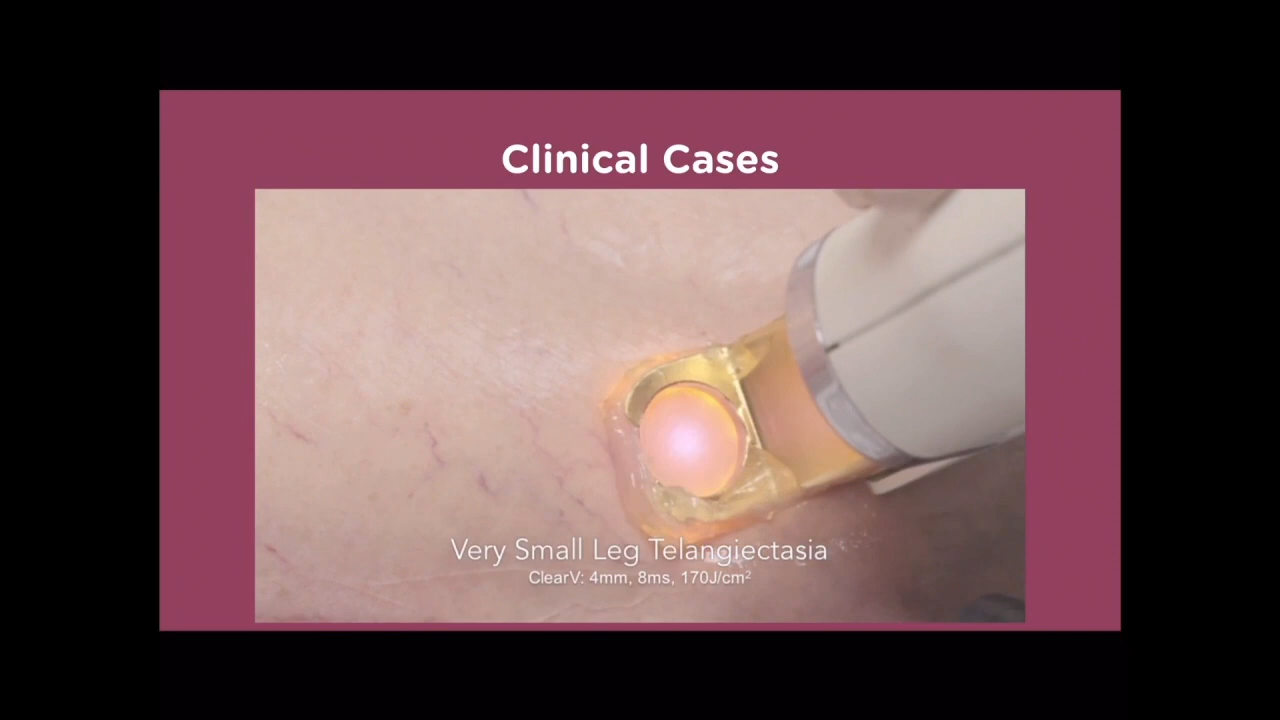 Clinical Cases
Very Small Leg Telangiectasia
ClearV: 4mm, 8ms, 170J/cm²